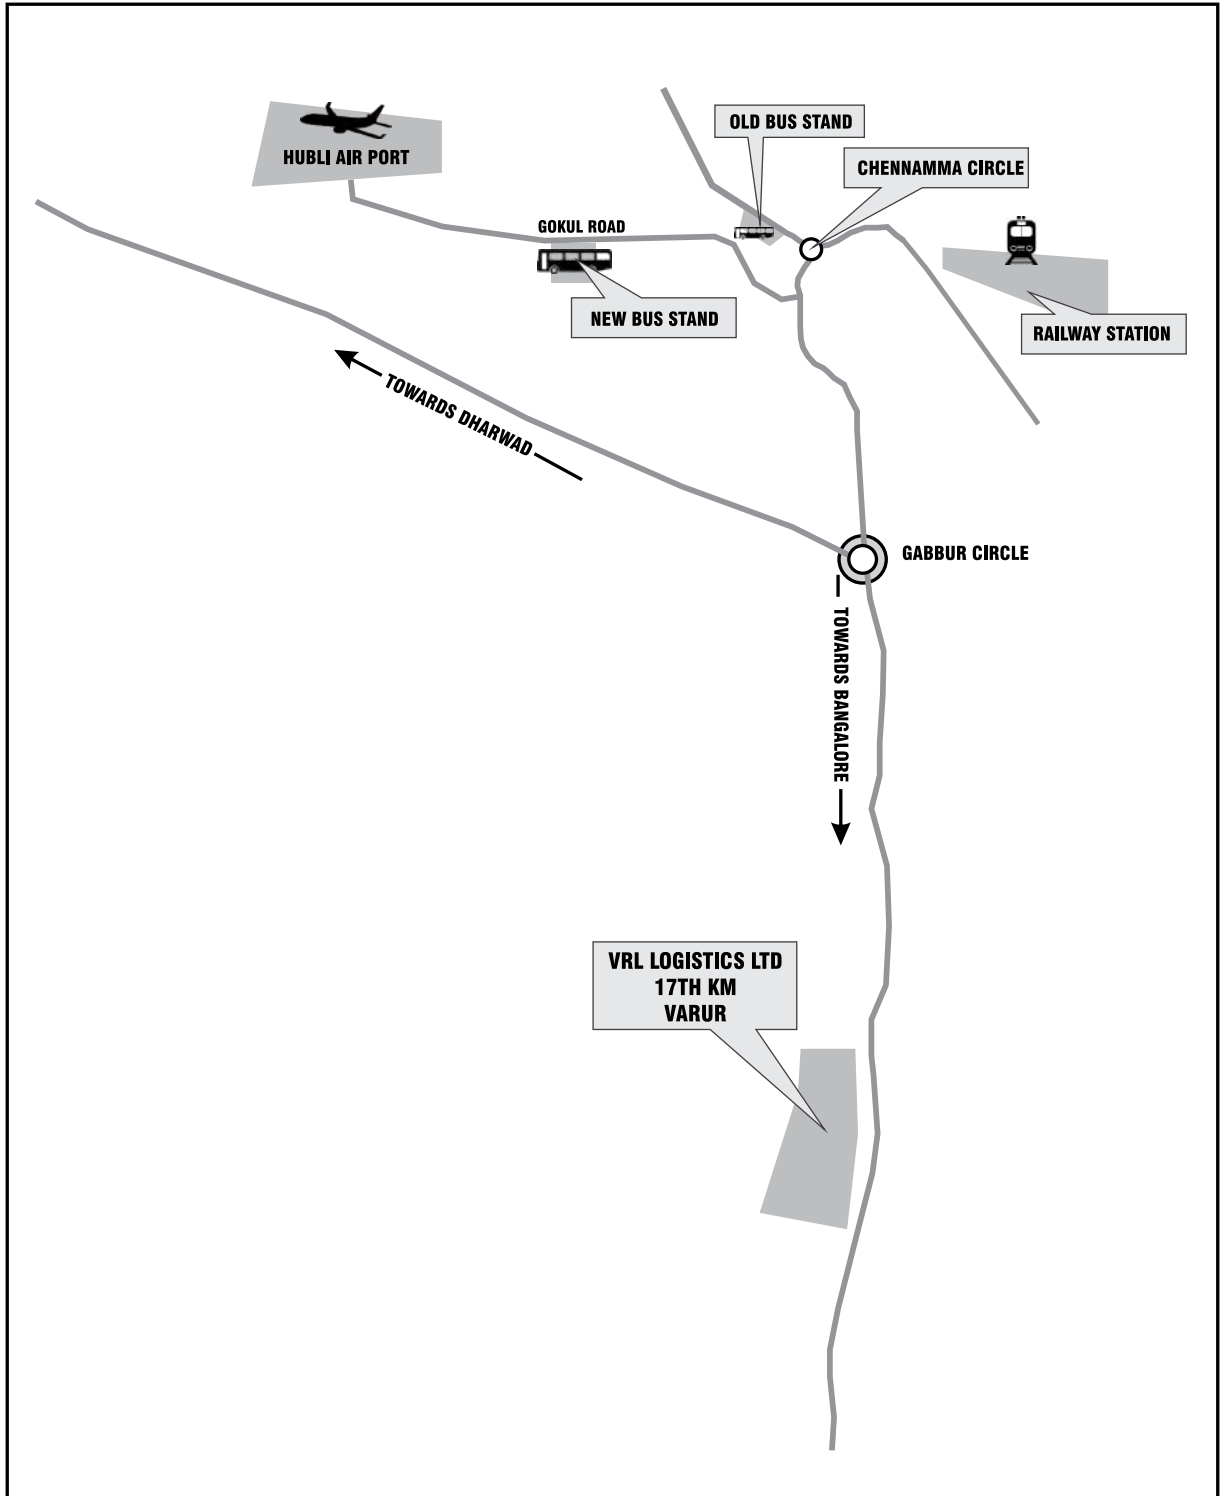 OLD BUS STAND
HUBLI AIR PORT
CHENNAMMA CIRCLE
GOKUL ROAD
NEW BUS STAND
RAILWAY STATION
TOWARDS DHARWAD
GABBUR CIRCLE
TOWARDS BANGALORE
VRL LOGISTICS LTD
17TH KM
VARUR